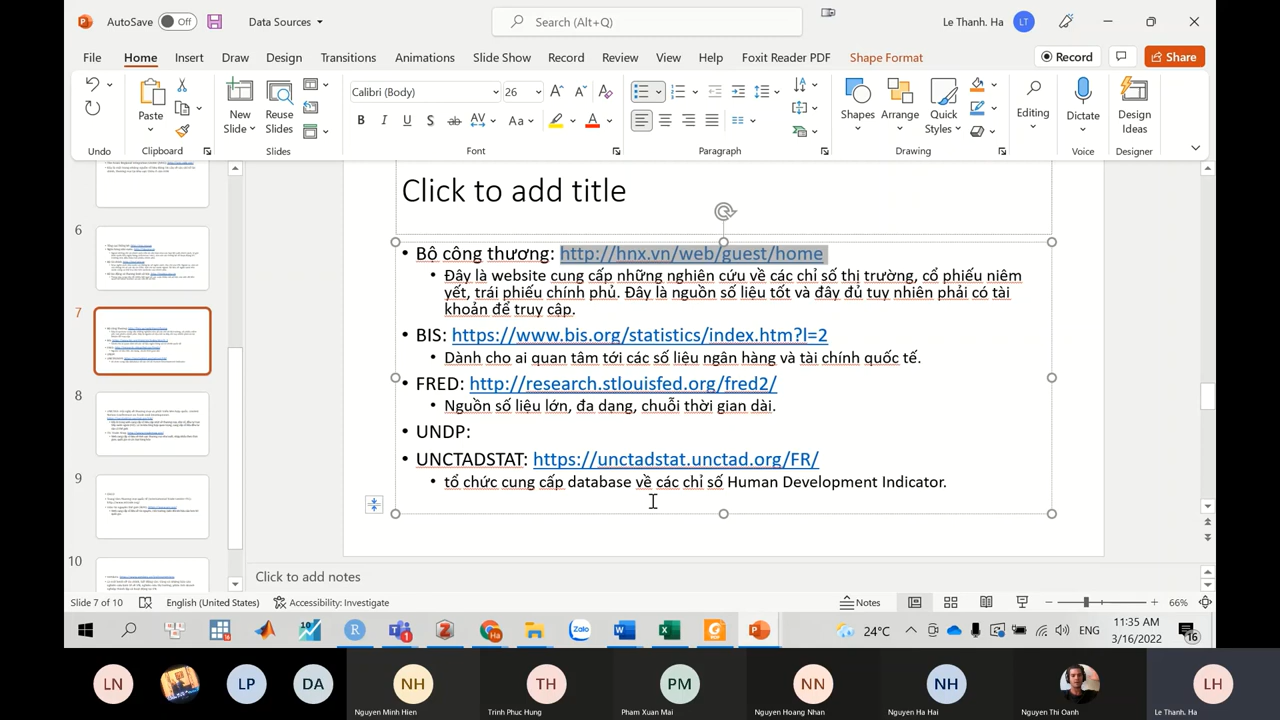 AutoSave Off Data Sources Search (Alt+Q) Le Thanh. Ha LT
File Home Insert Draw Design Transitions Animations Slide Show Record Review View Help Foxit Reader PDF Shape Format Record Share
Paste New Slide Reuse Slides Calibri (Body) 26 Shapes Arrange Quick Styles Editing Dictate Design Ideas
Undo Clipboard Slides Font Paragraph Drawing Voice Designer
Click to add title
Bộ công thương: http://hnx.vn/web/guest/home
Đây là website cung cấp những nghiên cứu về các chỉ số thị trường, cổ phiếu niêm
yết, trái phiếu chính phủ. Đây là nguồn số liệu tốt và đầy đủ tuy nhiên phải có tài
khoản để truy cập.
BIS: https://www.bis.org/statistics/index.htm?l=2
Dành cho ai quan tâm tới các số liệu ngân hàng và tài chính quốc tế.
FRED: http://research.stlouisfed.org/fred2/
Nguồn số liệu lớn. đa dạng, chuỗi thời gian dài.
UNDP:
UNCTADSTAT: https://unctadstat.unctad.org/FR/
tổ chức cung cấp database về các chỉ số Human Development Indicator.
6
7
8
9
10
Click to add notes
Slide 7 of 10 English (United States) Accessibility: Investigate Notes 66%
24°C ENG 11:35 AM
3/16/2022 16
LN LP DA NH TH PM NN NH LH
Nguyen Minh Hien Trinh Phuc Hung Pham Xuan Mai Nguyen Hoang Nhan Nguyen Ha Hai Nguyen Thi Oanh Le Thanh. Ha